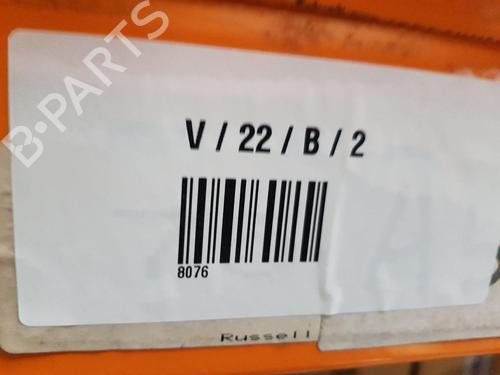 B-PARTS
V / 22 / B / 2
8076
Russell